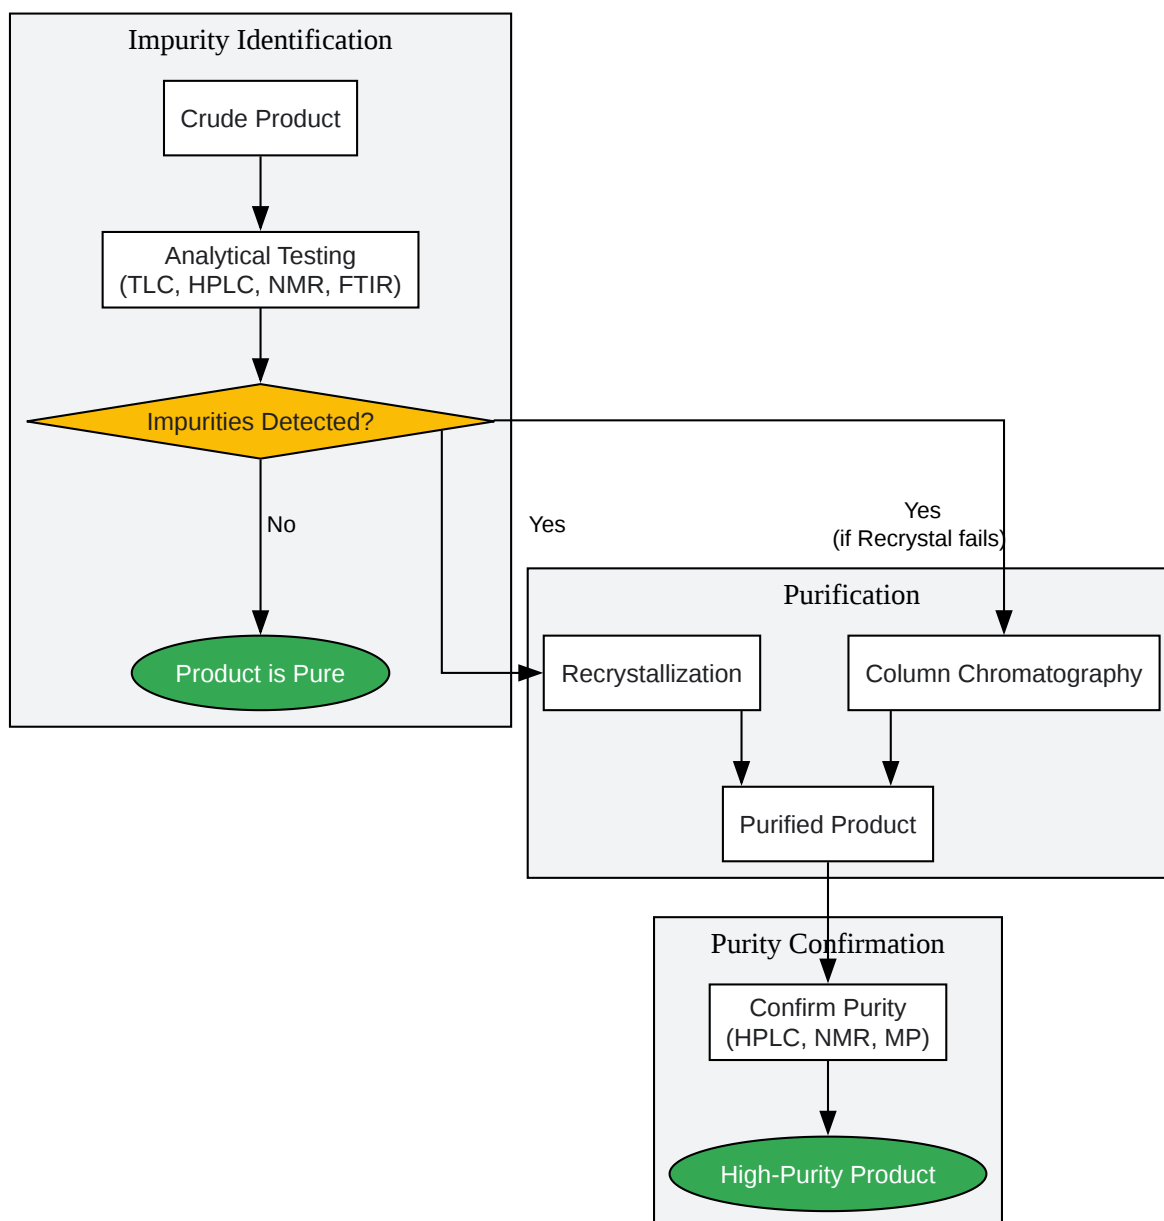 Impurity Identification
Crude Product
Analytical Testing
(TLC, HPLC, NMR, FTIR)
Impurities Detected?
No
Yes
Yes
(if Recrystal fails)
Product is Pure
Purification
Recrystallization
Column Chromatography
Purified Product
Purity Confirmation
Confirm Purity
(HPLC, NMR, MP)
High-Purity Product